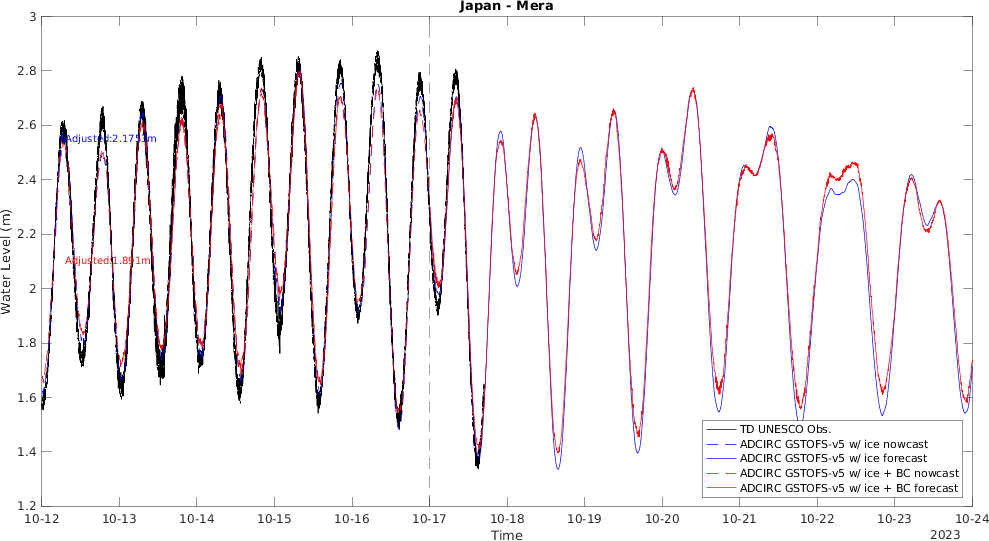 Japan - Mera
3
2.8
2.6
2.4
2.2
2
1.8
1.6
1.4
1.2
Water Level (m)
Adjusted:2.1753m
Adjusted:1.891m
TD UNESCO Obs.
ADCIRC GSTOFS-v5 w/ ice nowcast
ADCIRC GSTOFS-v5 w/ ice forecast
ADCIRC GSTOFS-v5 w/ ice + BC nowcast
ADCIRC GSTOFS-v5 w/ ice + BC forecast
10-12 10-13 10-14 10-15 10-16 10-17 10-18 10-19 10-20 10-21 10-22 10-23 10-24
Time
2023